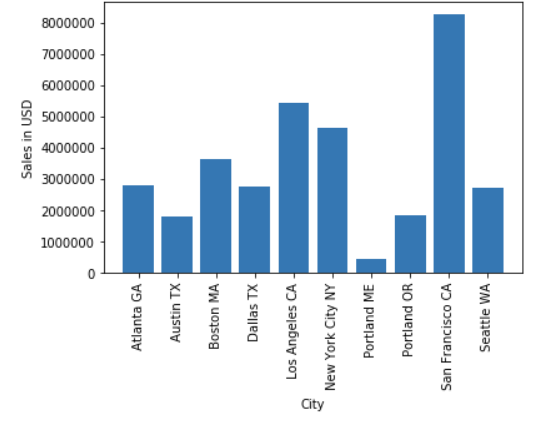 8000000
7000000
6000000
5000000
4000000
3000000
2000000
1000000
0
Sales in USD
Atlanta GA
Austin TX
Boston MA
Dallas TX
Los Angeles CA
New York City NY
Portland ME
Portland OR
San Francisco CA
Seattle WA
City